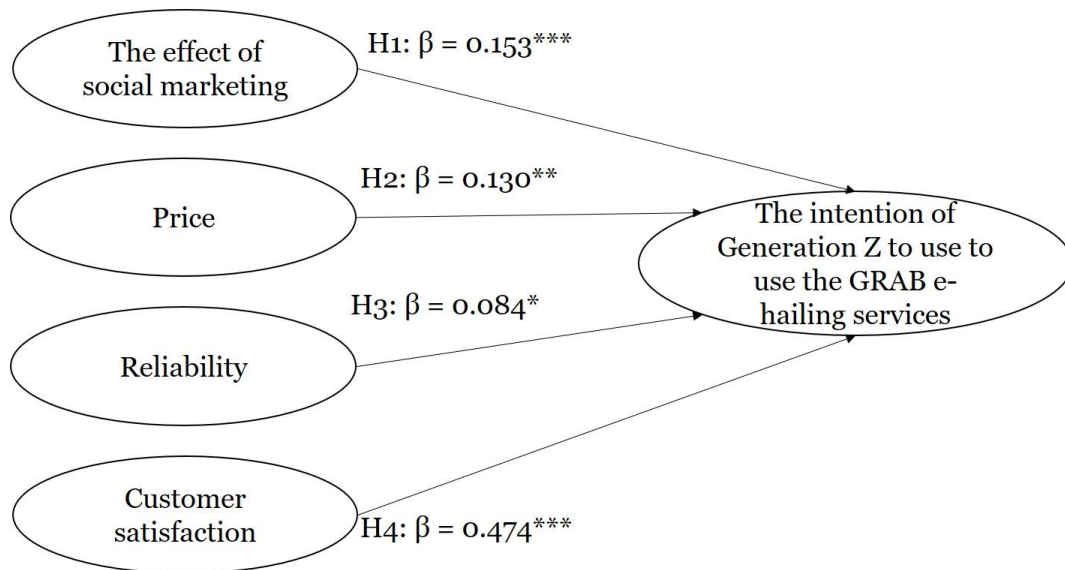 The effect of
social marketing
H1: β = 0.153***
Price
H2: β = 0.130**
Reliability
H3: β = 0.084*
Customer
satisfaction
H4: β = 0.474***
The intention of
Generation Z to use to
use the GRAB e-
hailing services